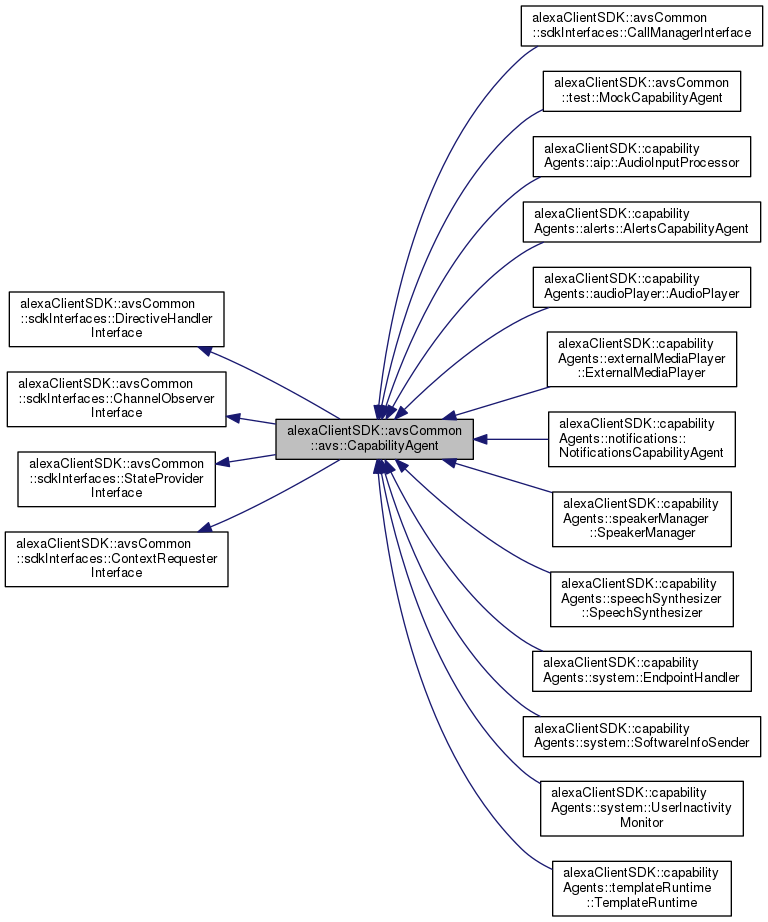 alexaClientSDK::avsCommon
::sdkInterfaces::DirectiveHandler
Interface
alexaClientSDK::avsCommon
::sdkInterfaces::ChannelObserver
Interface
alexaClientSDK::avsCommon
::sdkInterfaces::StateProvider
Interface
alexaClientSDK::avsCommon
::sdkInterfaces::ContextRequester
Interface
alexaClientSDK::avsCommon
::avs::CapabilityAgent
alexaClientSDK::avsCommon
::sdkInterfaces::CallManagerInterface
alexaClientSDK::avsCommon
::test::MockCapabilityAgent
alexaClientSDK::capability
Agents::aip::AudioInputProcessor
alexaClientSDK::capability
Agents::alerts::AlertsCapabilityAgent
alexaClientSDK::capability
Agents::audioPlayer::AudioPlayer
alexaClientSDK::capability
Agents::externalMediaPlayer
::ExternalMediaPlayer
alexaClientSDK::capability
Agents::notifications::
NotificationsCapabilityAgent
alexaClientSDK::capability
Agents::speakerManager
::SpeakerManager
alexaClientSDK::capability
Agents::speechSynthesizer
::SpeechSynthesizer
alexaClientSDK::capability
Agents::system::EndpointHandler
alexaClientSDK::capability
Agents::system::SoftwareInfoSender
alexaClientSDK::capability
Agents::system::UserInactivity
Monitor
alexaClientSDK::capability
Agents::templateRuntime
::TemplateRuntime